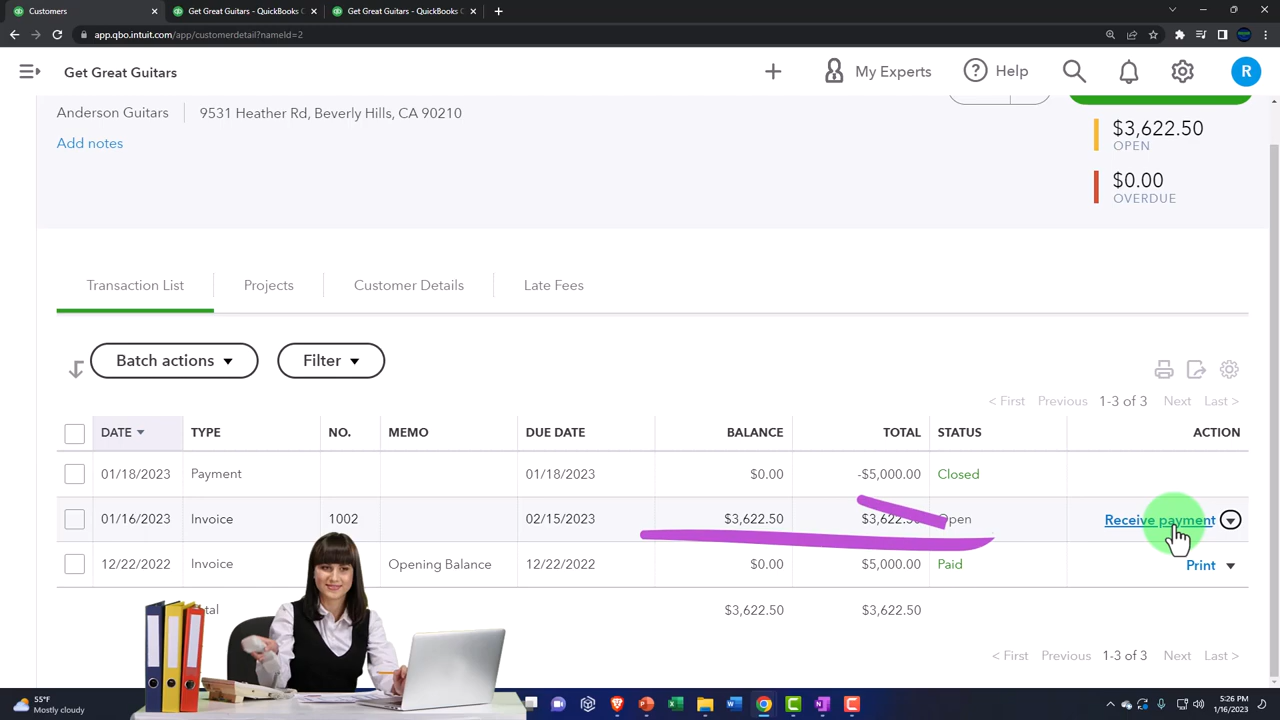 Customers
Get Great Guitars - QuickBooks O
Get Great Guitars - QuickBooks O
app.qbo.intuit.com/app/customerdetail?nameId=2
Get Great Guitars
My Experts
Help
R
Anderson Guitars
9531 Heather Rd, Beverly Hills, CA 90210
Add notes
$3,622.50
OPEN
$0.00
OVERDUE
Transaction List Projects Customer Details Late Fees
Batch actions Filter
< First Previous 1-3 of 3 Next Last >
DATE TYPE NO. MEMO DUE DATE BALANCE TOTAL STATUS ACTION
01/18/2023 Payment 01/18/2023 $0.00 -$5,000.00 Closed
01/16/2023 Invoice 1002 02/15/2023 $3,622.50 $3,622.50 Open Receive payment
12/22/2022 Invoice Opening Balance 12/22/2022 $0.00 $5,000.00 Paid Print
$3,622.50 $3,622.50
< First Previous 1-3 of 3 Next Last >
55°F
Mostly cloudy
5:26 PM
1/16/2023